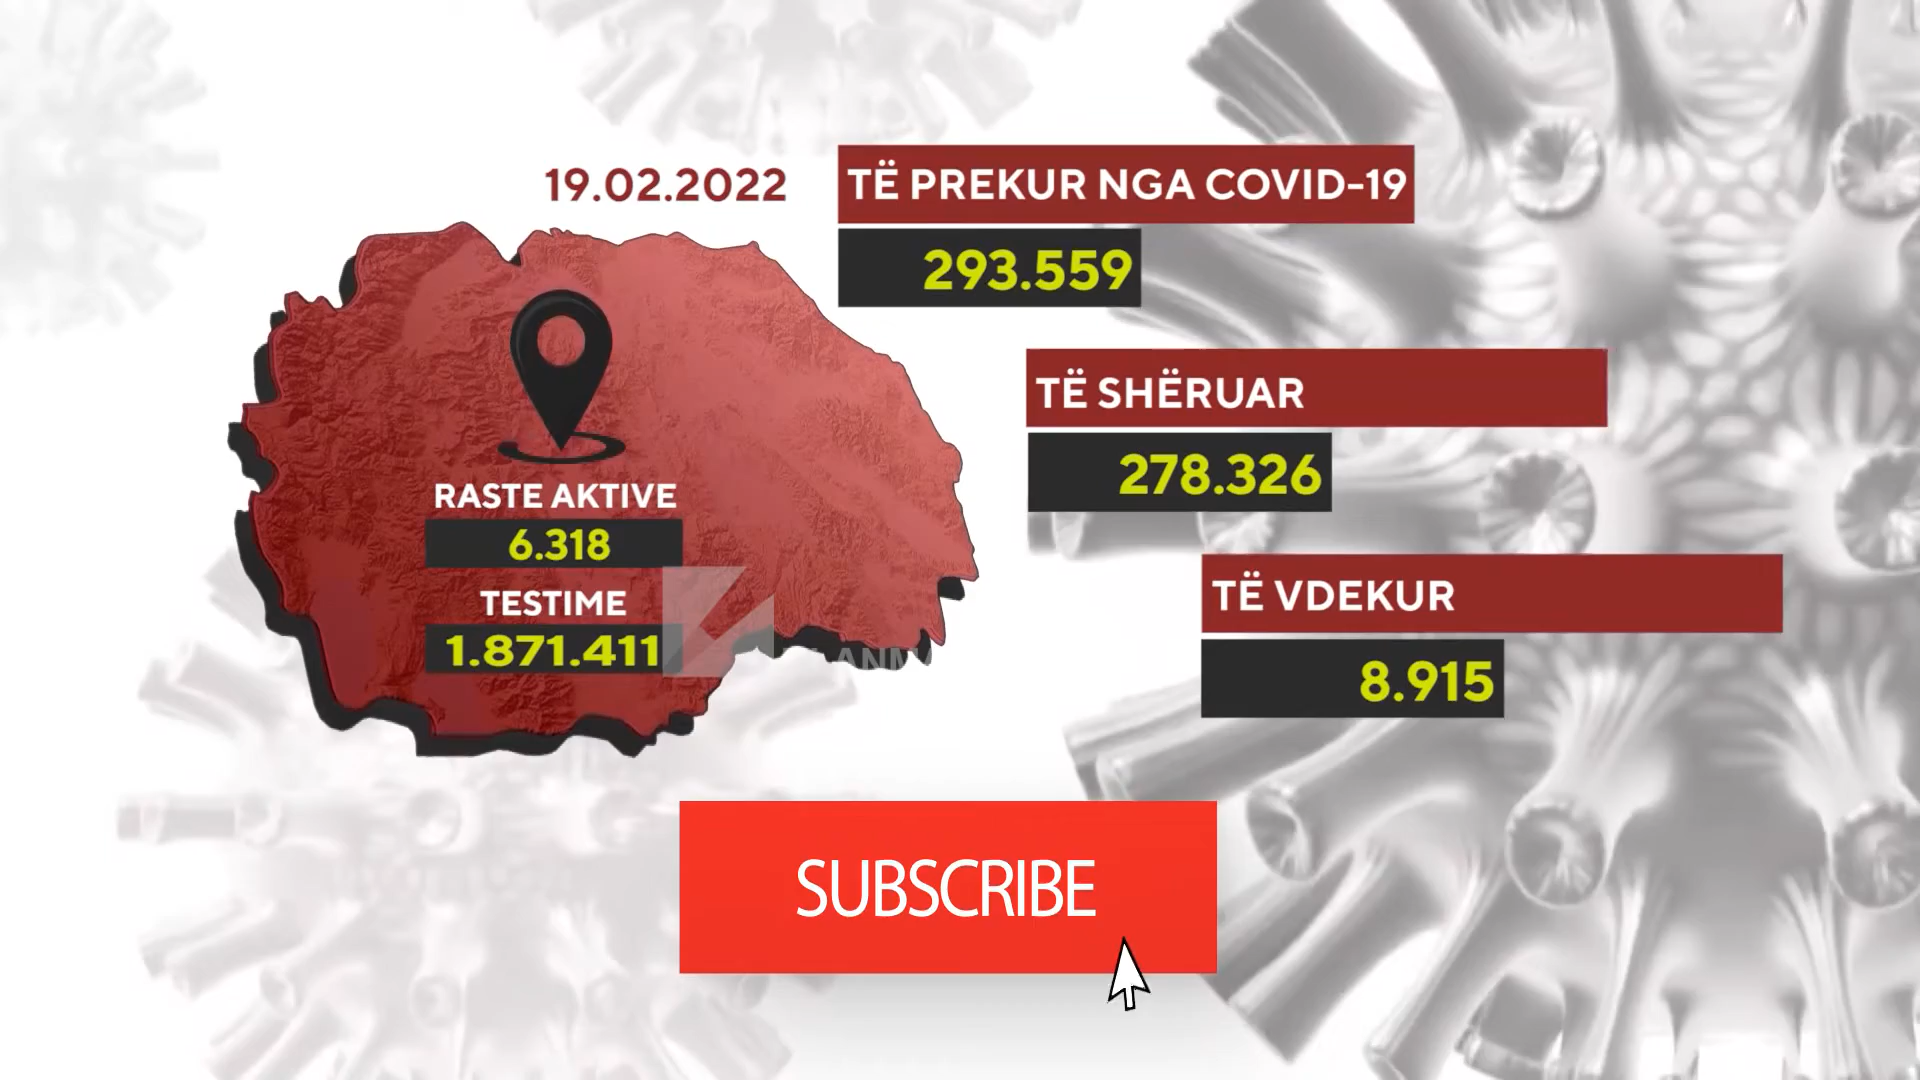 19.02.2022
TË PREKUR NGA COVID-19
293.559
TË SHËRUAR
278.326
TË VDEKUR
8.915
RASTE AKTIVE
6.318
TESTIME
1.871.411
SUBSCRIBE